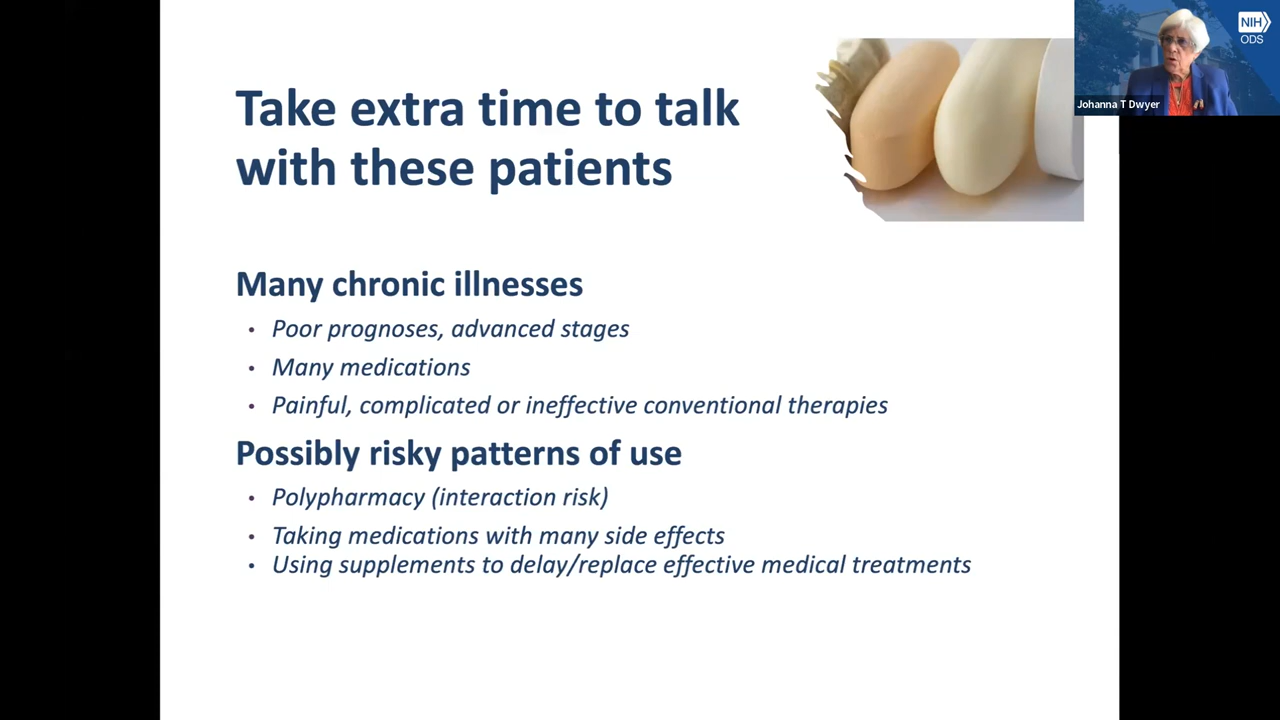 Take extra time to talk
with these patients
NIH
ODS
Johanna T Dwyer
Many chronic illnesses
• Poor prognoses, advanced stages
• Many medications
• Painful, complicated or ineffective conventional therapies
Possibly risky patterns of use
• Polypharmacy (interaction risk)
• Taking medications with many side effects
• Using supplements to delay/replace effective medical treatments